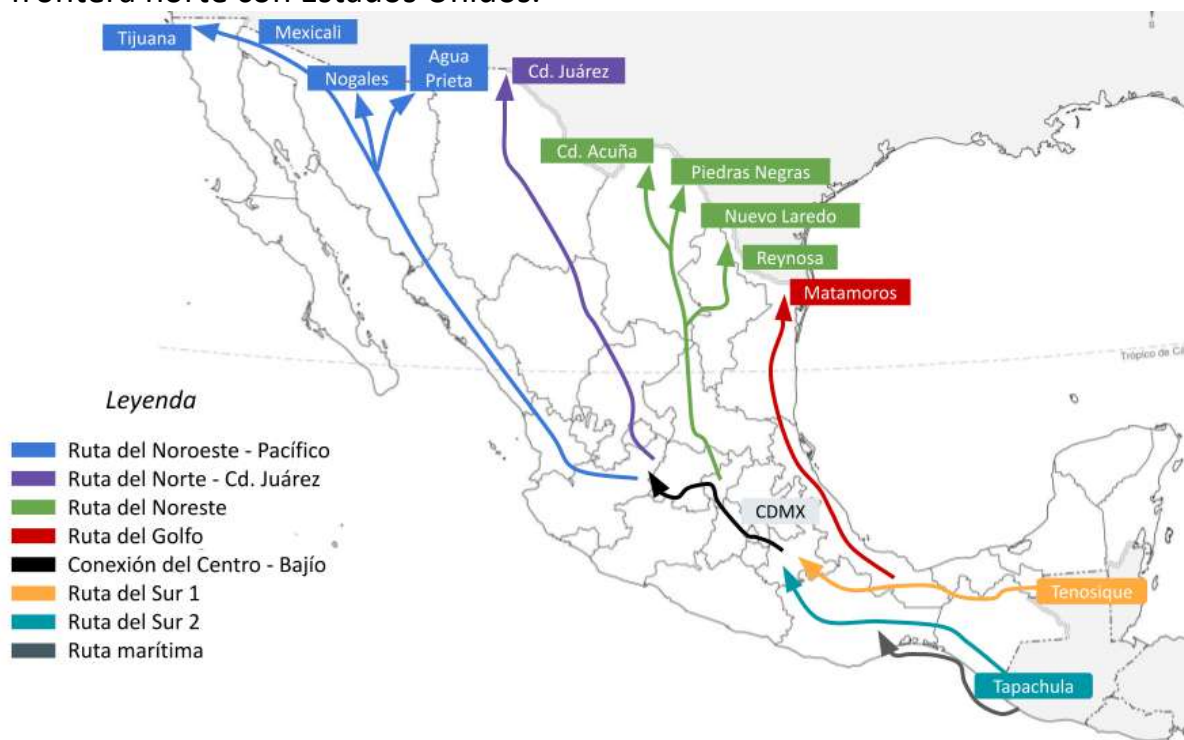 frontera norte con Estados Unidos.
Tijuana
Mexicali
Nogales
Agua
Prieta
Cd. Juárez
Cd. Acuña
Piedras Negras
Nuevo Laredo
Reynosa
Matamoros
Trópico de Cá
Leyenda
Ruta del Noroeste - Pacífico
Ruta del Norte - Cd. Juárez
Ruta del Noreste
Ruta del Golfo
Conexión del Centro - Bajío
Ruta del Sur 1
Ruta del Sur 2
Ruta marítima
CDMX
Tenosique
Tapachula